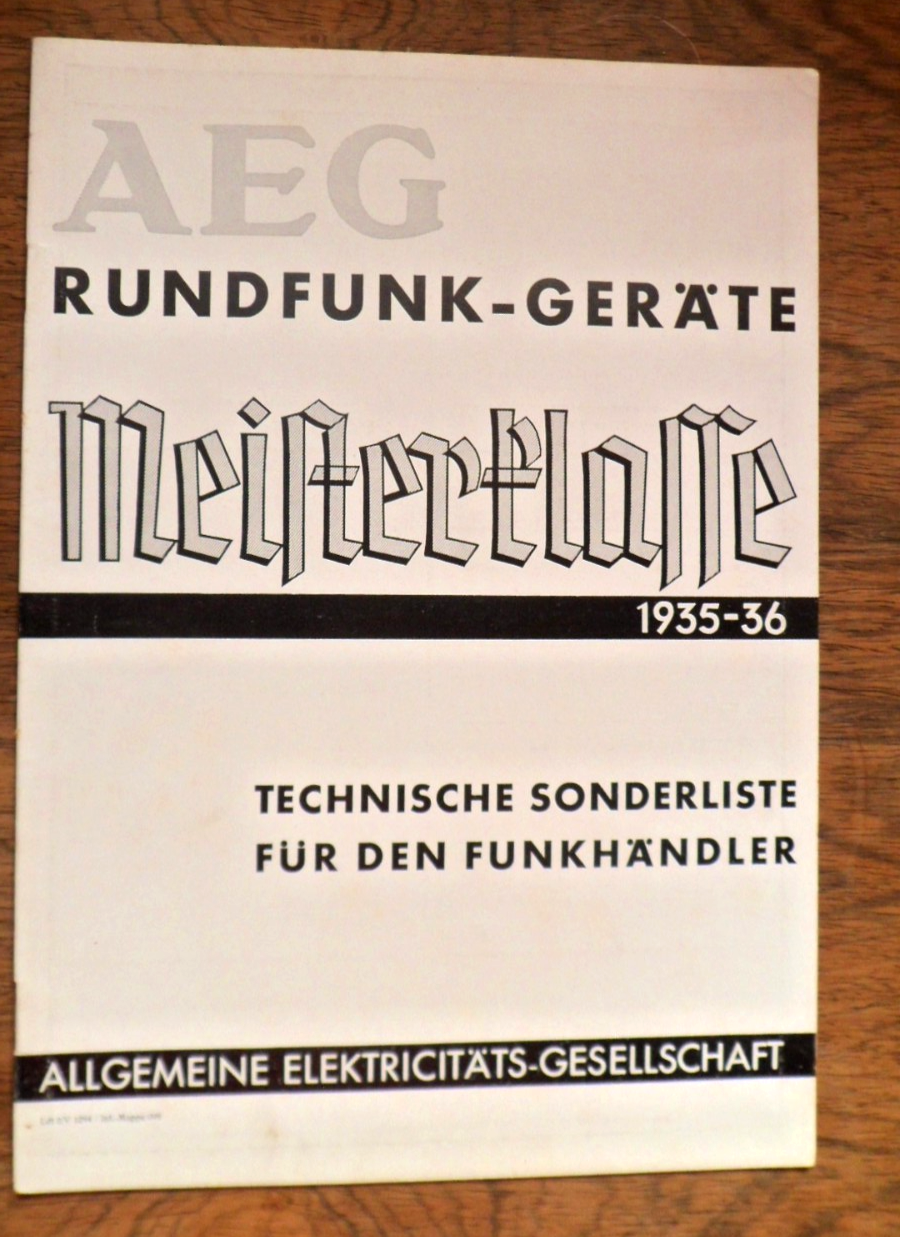 AEG
RUNDFUNK-GERÄTE
Meiſterklaſſe
1935-36
TECHNISCHE SONDERLISTE
FÜR DEN FUNKHÄNDLER
ALLGEMEINE ELEKTRICITÄTS-GESELLSCHAFT